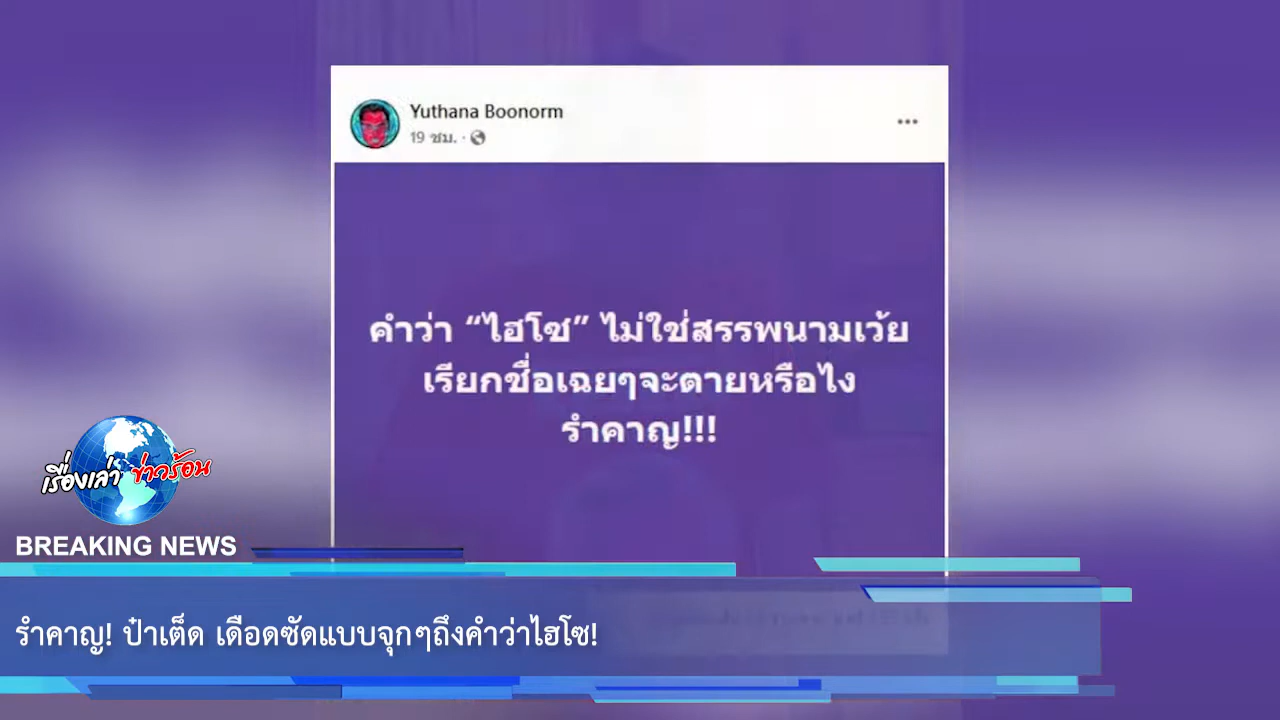 Yuthana Boonorm
19 ชม. ·
คำว่า “ไฮโซ” ไม่ใช่สรรพนามเว้ย
เรียกชื่อเฉยๆจะตายหรือไง
รำคาญ!!!
เรื่องเล่า ข่าวร้อน
BREAKING NEWS
รำคาญ! ป๋าเต็ด เดือดซัดแบบจุกๆถึงคำว่าไฮโซ!